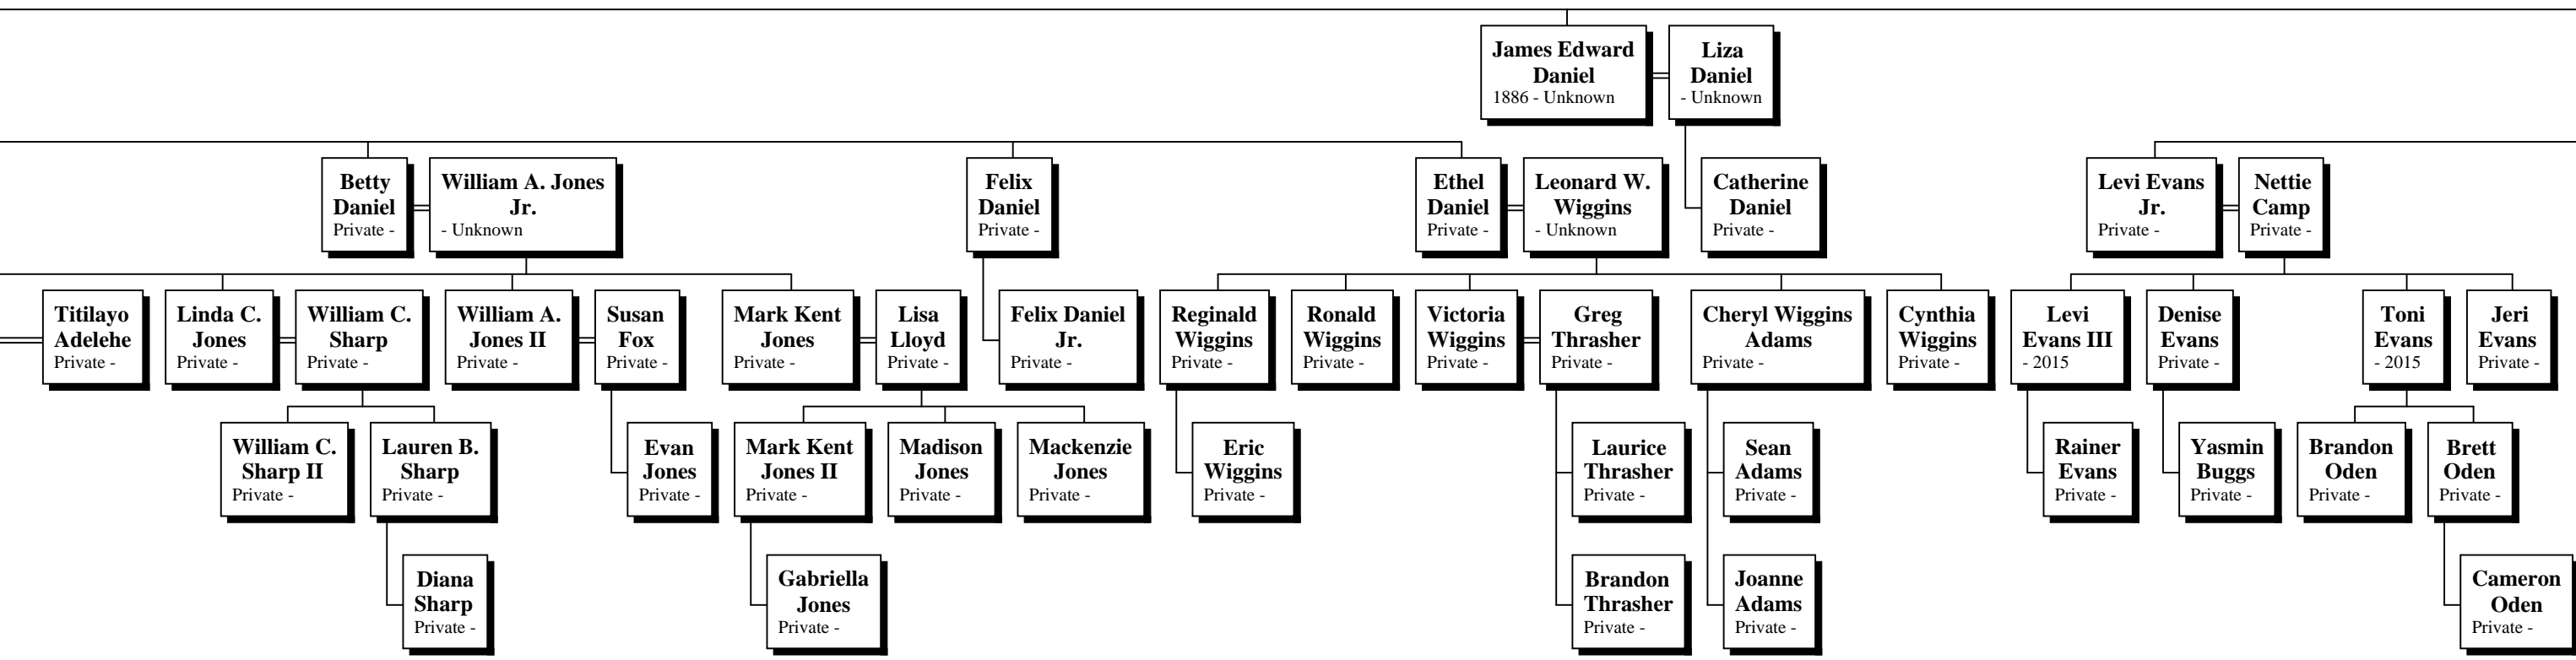 James Edward
Daniel
1886 - Unknown
Liza
Daniel
- Unknown
Betty
Daniel
Private -
William A. Jones
Jr.
- Unknown
Felix
Daniel
Private -
Ethel
Daniel
Private -
Leonard W.
Wiggins
- Unknown
Catherine
Daniel
Private -
Levi Evans
Jr.
Private -
Nettie
Camp
Private -
Titilayo
Adelehe
Private -
Linda C.
Jones
Private -
William C.
Sharp
Private -
William A.
Jones II
Private -
Susan
Fox
Private -
Mark Kent
Jones
Private -
Lisa
Lloyd
Private -
Felix Daniel
Jr.
Private -
Reginald
Wiggins
Private -
Ronald
Wiggins
Private -
Victoria
Wiggins
Private -
Greg
Thrasher
Private -
Cheryl Wiggins
Adams
Private -
Cynthia
Wiggins
Private -
Levi
Evans III
- 2015
Denise
Evans
Private -
Toni
Evans
- 2015
Jeri
Evans
Private -
William C.
Sharp II
Private -
Lauren B.
Sharp
Private -
Evan
Jones
Private -
Mark Kent
Jones II
Private -
Madison
Jones
Private -
Mackenzie
Jones
Private -
Eric
Wiggins
Private -
Laurice
Thrasher
Private -
Sean
Adams
Private -
Rainer
Evans
Private -
Yasmin
Buggs
Private -
Brandon
Oden
Private -
Brett
Oden
Private -
Diana
Sharp
Private -
Gabriella
Jones
Private -
Brandon
Thrasher
Private -
Joanne
Adams
Private -
Cameron
Oden
Private -